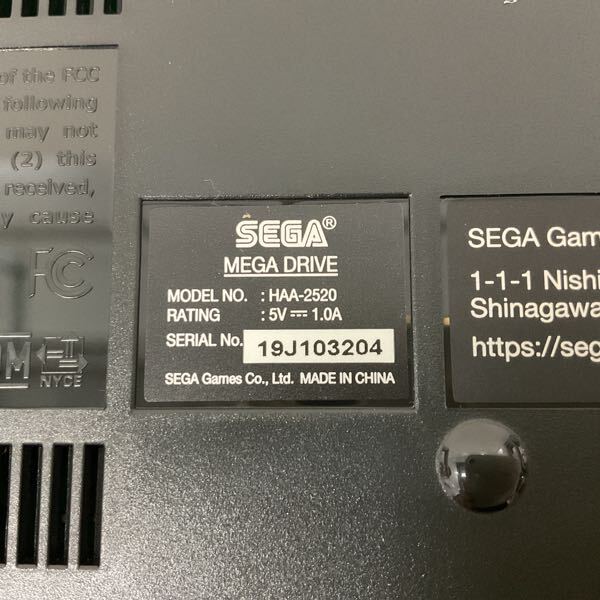 of the FCC
following
may not
(2) this
received,
cause
FC
NYCE
SEGA®
MEGA DRIVE
MODEL NO. : HAA-2520
RATING : 5V⎓1.0A
SERIAL No. 19J103204
SEGA Games Co., Ltd. MADE IN CHINA
SEGA Gam
1-1-1 Nishi
Shinagawa
https://seg